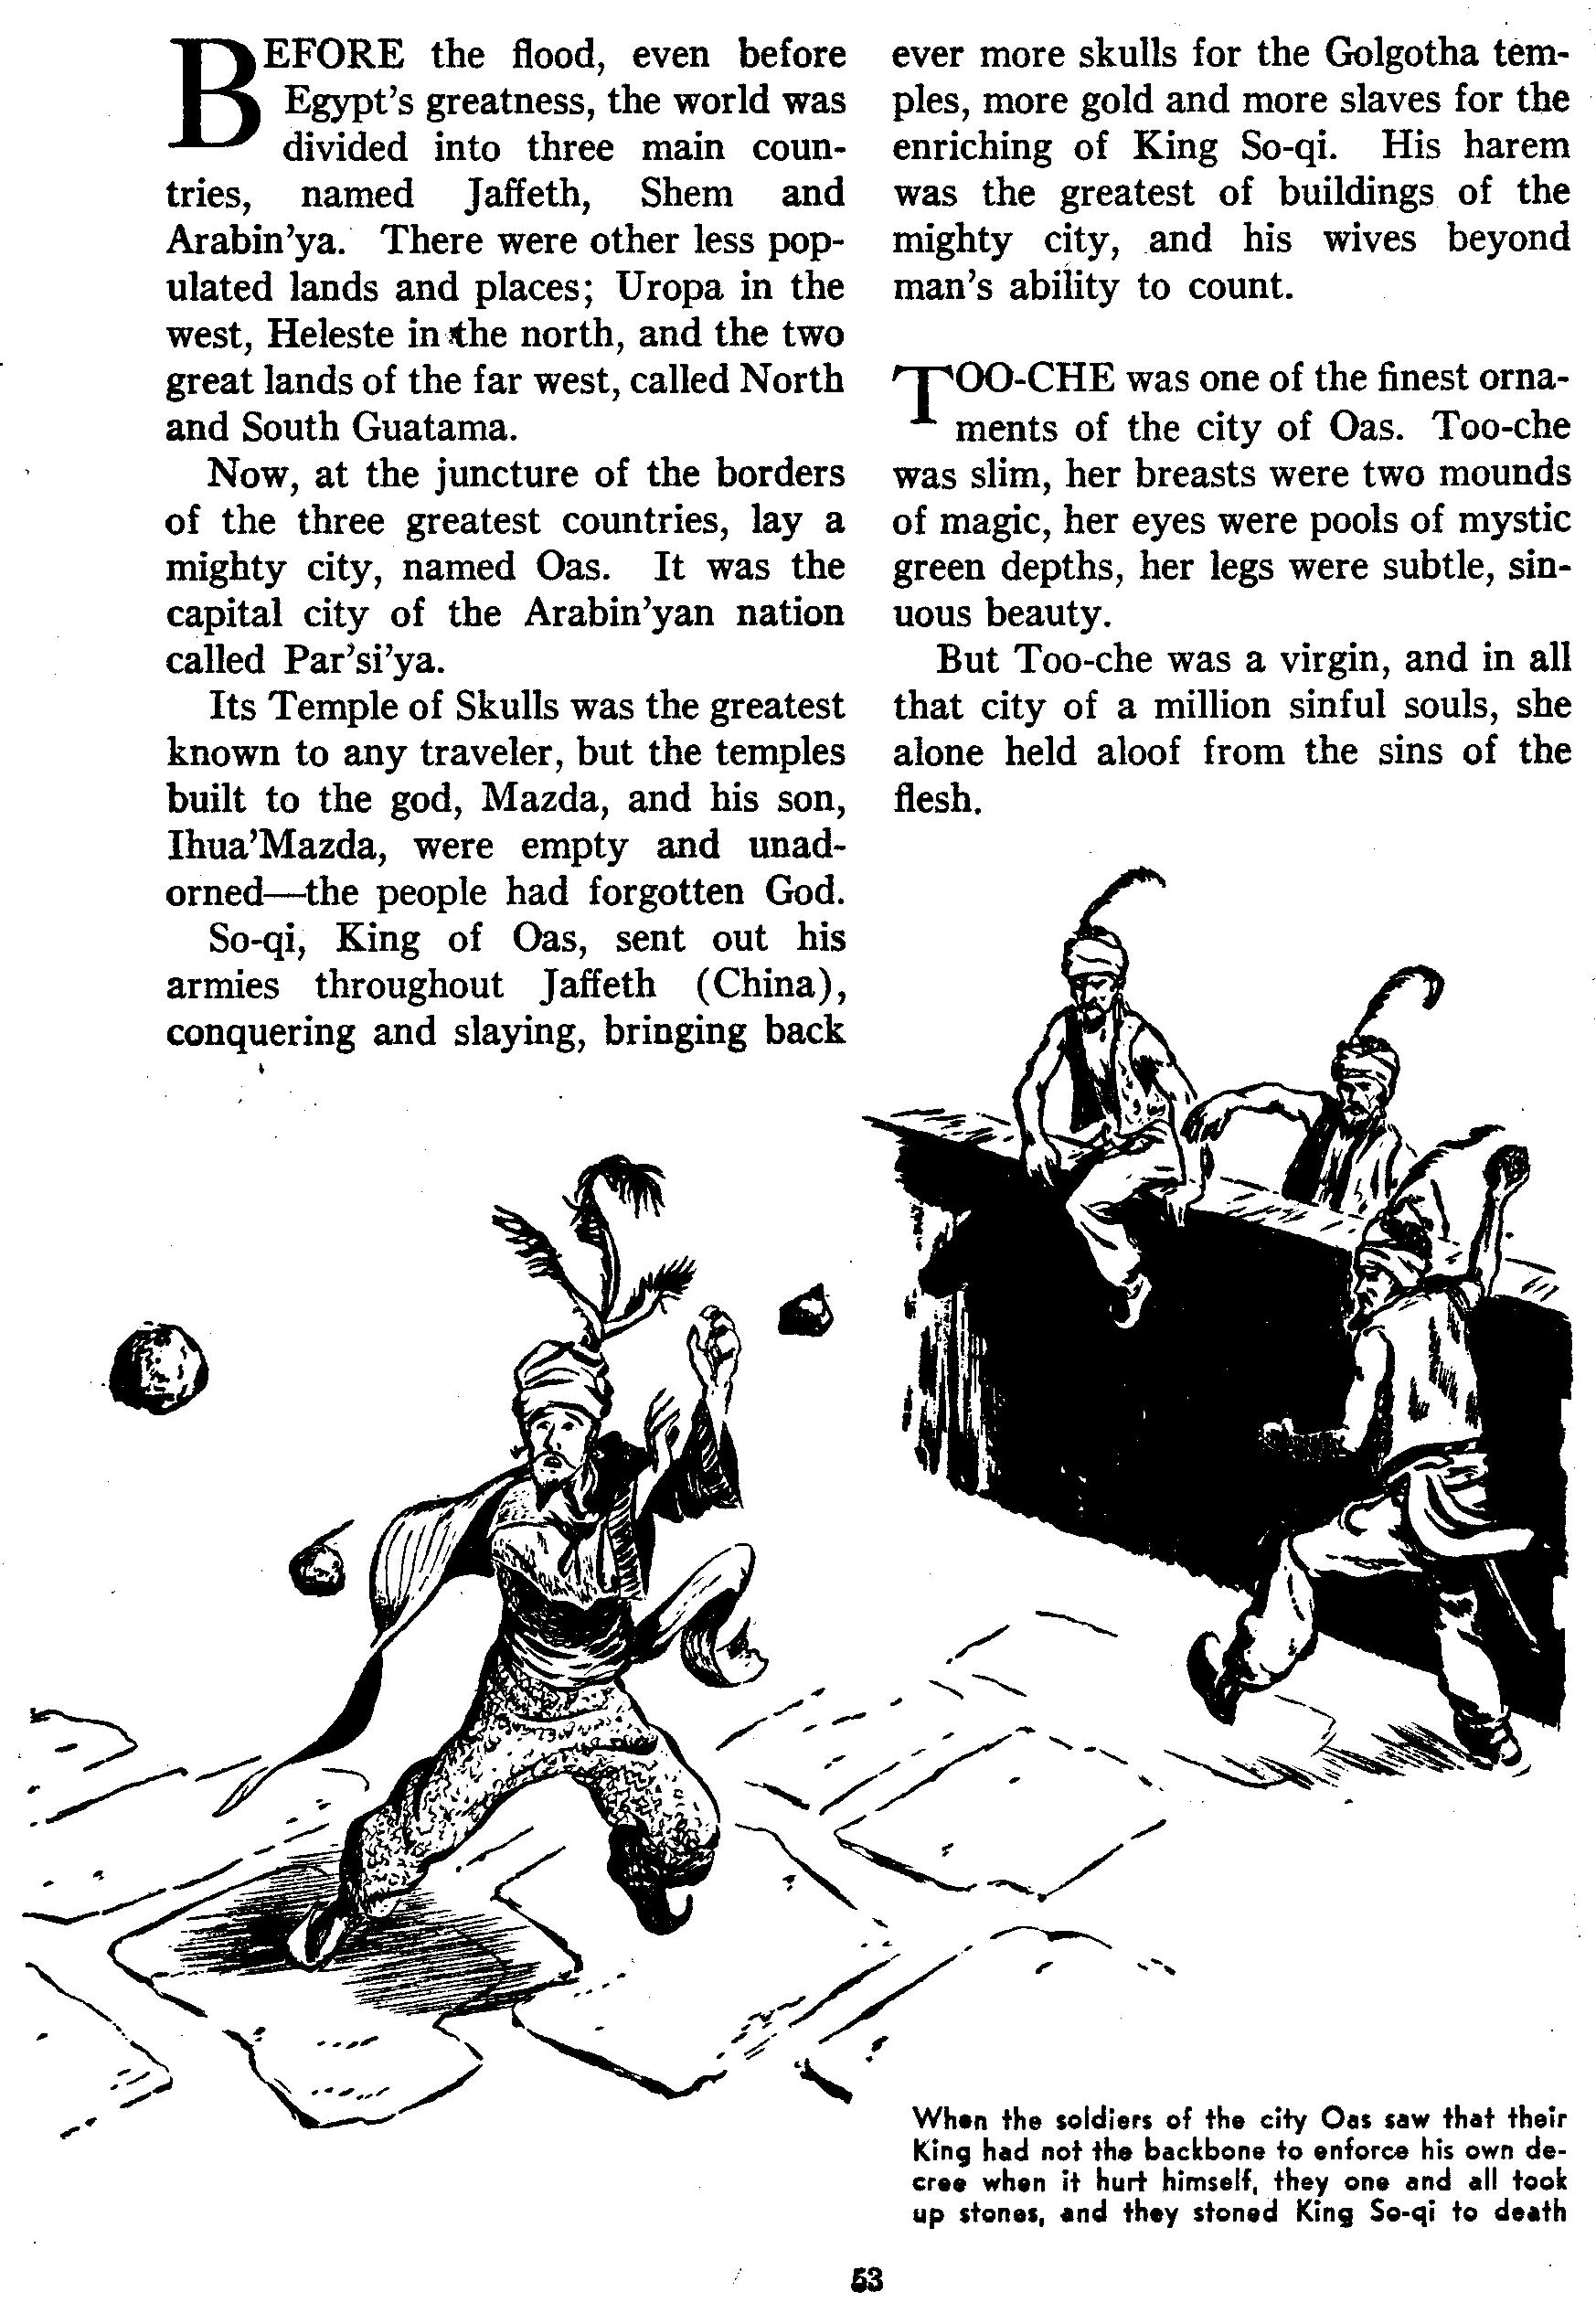 BEFORE the flood, even before
Egypt's greatness, the world was
divided into three main coun-
tries, named Jaffeth, Shem and
Arabin'ya. There were other less pop-
ulated lands and places; Uropa in the
west, Heleste in the north, and the two
great lands of the far west, called North
and South Guatama.
Now, at the juncture of the borders
of the three greatest countries, lay a
mighty city, named Oas. It was the
capital city of the Arabin'yan nation
called Par'si'ya.
Its Temple of Skulls was the greatest
known to any traveler, but the temples
built to the god, Mazda, and his son,
Ihua'Mazda, were empty and unad-
orned—the people had forgotten God.
So-qi, King of Oas, sent out his
armies throughout Jaffeth (China),
conquering and slaying, bringing back
ever more skulls for the Golgotha tem-
ples, more gold and more slaves for the
enriching of King So-qi. His harem
was the greatest of buildings of the
mighty city, and his wives beyond
man's ability to count.
TOO-CHE was one of the finest orna-
ments of the city of Oas. Too-che
was slim, her breasts were two mounds
of magic, her eyes were pools of mystic
green depths, her legs were subtle, sin-
uous beauty.
But Too-che was a virgin, and in all
that city of a million sinful souls, she
alone held aloof from the sins of the
flesh.
When the soldiers of the city Oas saw that their
King had not the backbone to enforce his own de-
cree when it hurt himself, they one and all took
up stones, and they stoned King So-qi to death
53